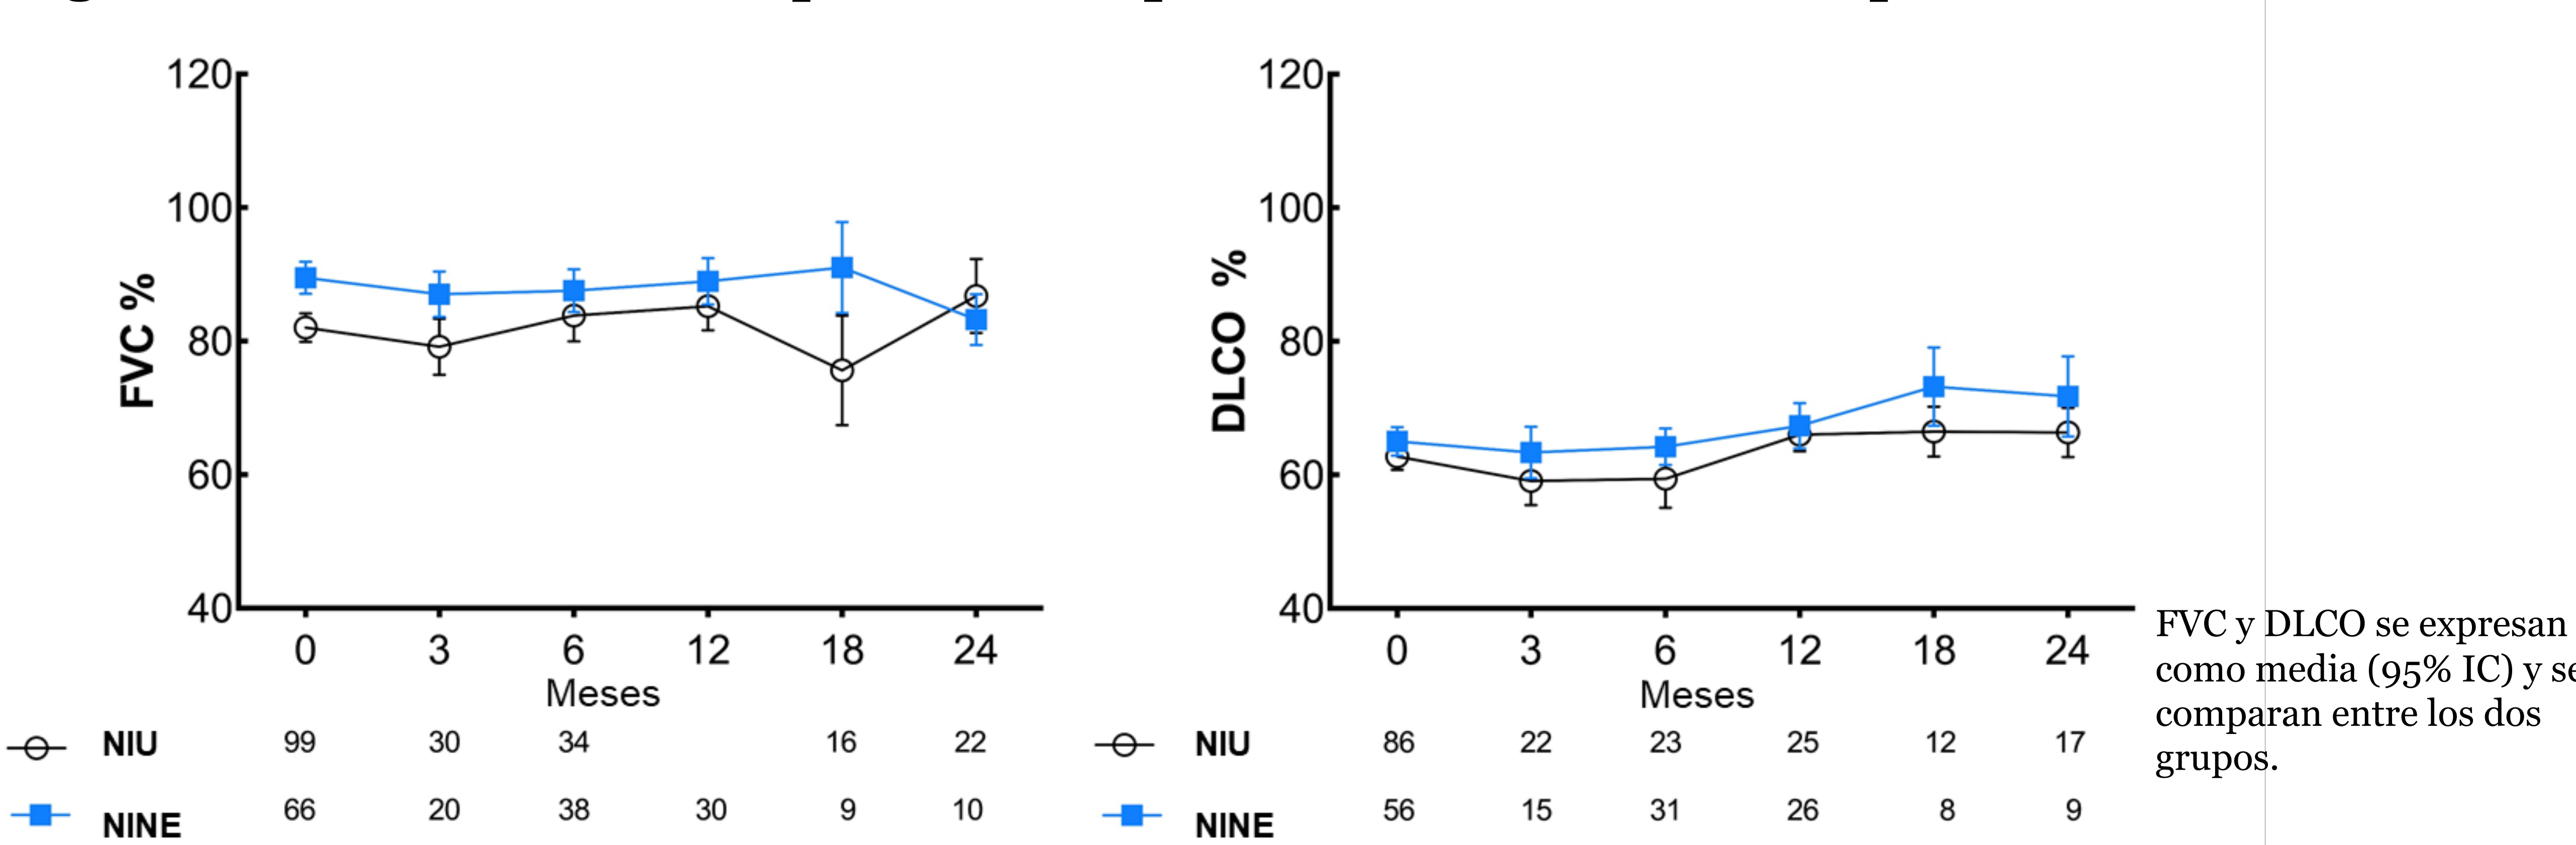 120
100
80
60
40
FVC %
0 3 6 12 18 24
Meses
NIU 99 30 34 16 22
NINE 66 20 38 30 9 10
120
100
80
60
40
DLCO %
0 3 6 12 18 24
Meses
NIU 86 22 23 25 12 17
NINE 56 15 31 26 8 9
FVC y DLCO se expresan
como media (95% IC) y se
comparan entre los dos
grupos.